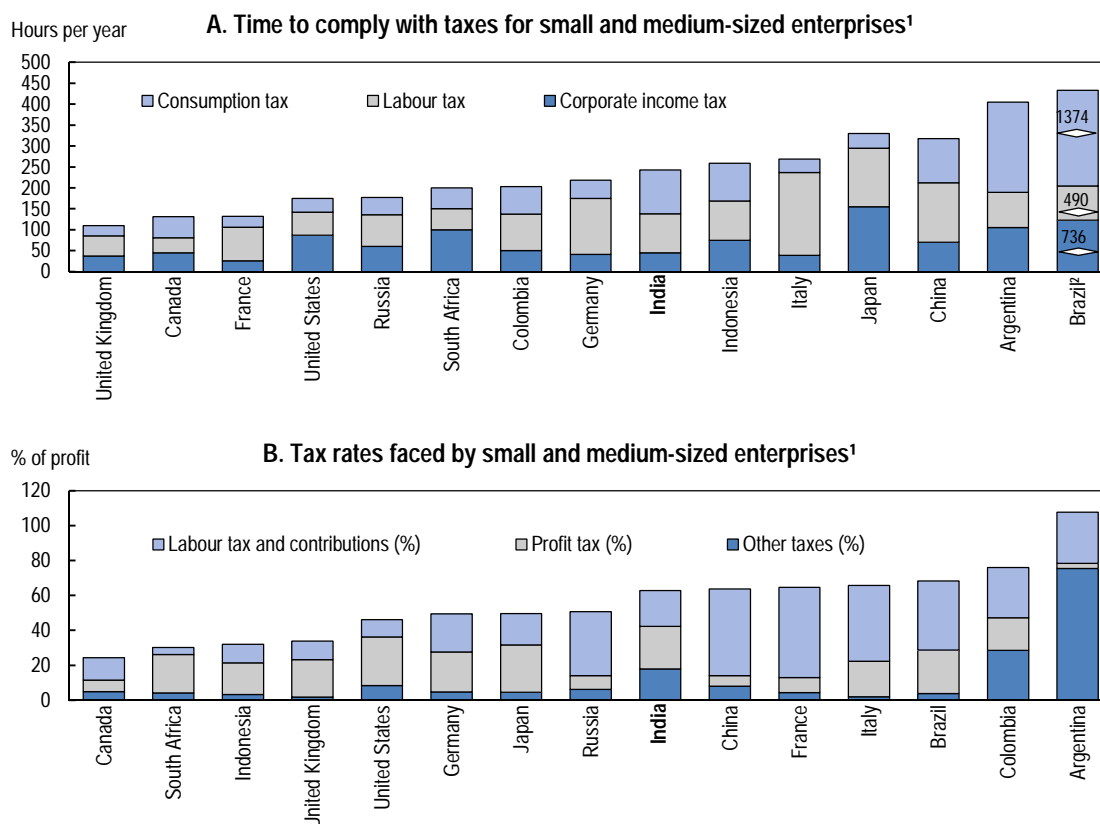 A. Time to comply with taxes for small and medium-sized enterprises¹
Hours per year
500
450
400
350
300
250
200
150
100
50
0
Consumption tax
Labour tax
Corporate income tax
1374
490
736
United Kingdom
Canada
France
United States
Russia
South Africa
Colombia
Germany
India
Indonesia
Italy
Japan
China
Argentina
Brazil²
B. Tax rates faced by small and medium-sized enterprises¹
% of profit
120
100
80
60
40
20
0
Labour tax and contributions (%)
Profit tax (%)
Other taxes (%)
Canada
South Africa
Indonesia
United Kingdom
United States
Germany
Japan
Russia
India
China
France
Italy
Brazil
Colombia
Argentina